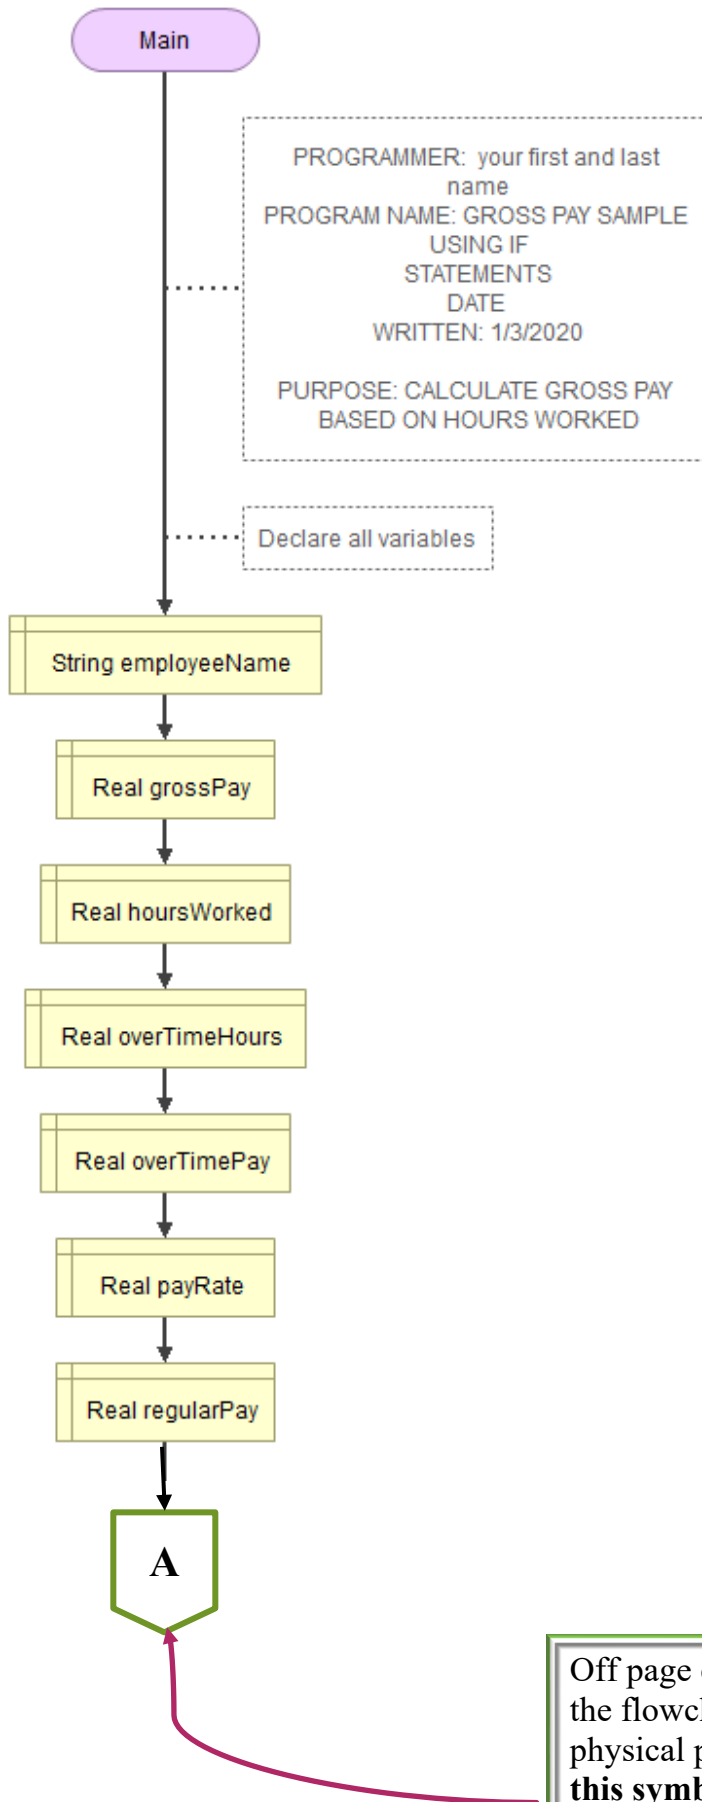 Main
PROGRAMMER: your first and last
name
PROGRAM NAME: GROSS PAY SAMPLE
USING IF
STATEMENTS
DATE
WRITTEN: 1/3/2020
PURPOSE: CALCULATE GROSS PAY
BASED ON HOURS WORKED
Declare all variables
String employeeName
Real grossPay
Real hoursWorked
Real overTimeHours
Real overTimePay
Real payRate
Real regularPay
A
Off page
the
physical
this